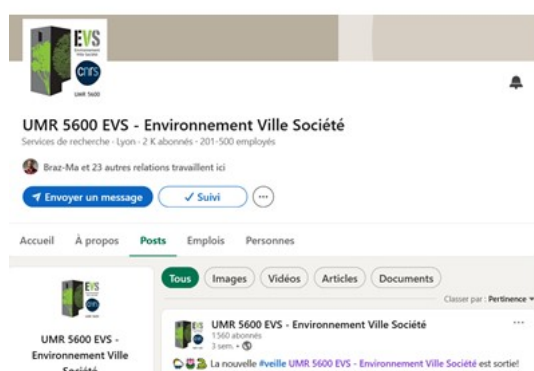 EVS
Environnement
Ville Société
cnrs
UMR 5600
UMR 5600 EVS - Environnement Ville Société
Services de recherche · Lyon · 2 K abonnés · 201-500 employés
Braz-Ma et 23 autres relations travaillent ici
Envoyer un message
Suivi
Accueil À propos Posts Emplois Personnes
Tous Images Vidéos Articles Documents
Classer par : Pertinence
EVS
cnrs
UMR 5600 EVS -
Environnement Ville
Société
EVS
UMR 5600 EVS - Environnement Ville Société
1 560 abonnés
3 sem. •
La nouvelle #veille UMR 5600 EVS - Environnement Ville Société est sortie!